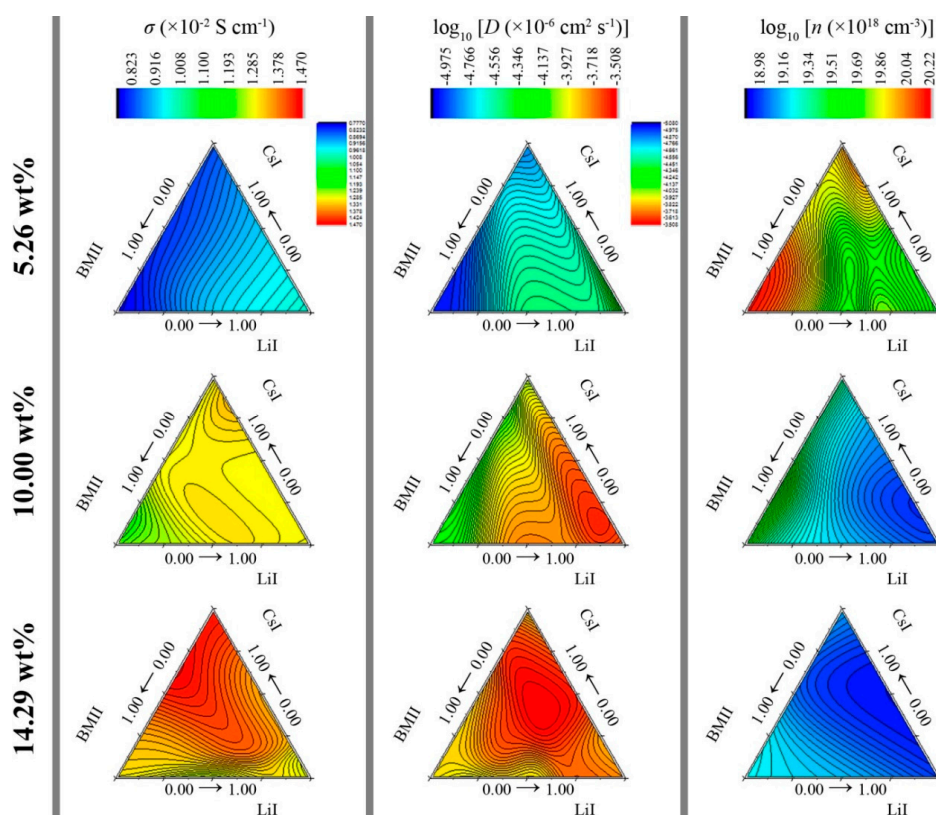 σ (×10⁻² S cm⁻¹)
log₁₀ [D (×10⁻⁶ cm² s⁻¹)
log₁₀ [n (×10¹⁸ cm⁻³)
0.823 0.916 1.008 1.100 1.193 1.285 1.378 1.470
-4.975 -4.766 -4.556 -4.346 -4.137 -3.927 -3.718 -3.508
18.98 19.16 19.34 19.51 19.69 19.86 20.04 20.22
5.26 wt%
BMII 1.00 ← 0.00
CsI 1.00 ← 0.00
0.00 → 1.00
LiI
BMII 1.00 ← 0.00
CsI 1.00 ← 0.00
0.00 → 1.00
LiI
BMII 1.00 ← 0.00
CsI 1.00 ← 0.00
0.00 → 1.00
LiI
10.00 wt%
BMII 1.00 ← 0.00
CsI 1.00 ← 0.00
0.00 → 1.00
LiI
BMII 1.00 ← 0.00
CsI 1.00 ← 0.00
0.00 → 1.00
LiI
BMII 1.00 ← 0.00
CsI 1.00 ← 0.00
0.00 → 1.00
LiI
14.29 wt%
BMII 1.00 ← 0.00
CsI 1.00 ← 0.00
0.00 → 1.00
LiI
BMII 1.00 ← 0.00
CsI 1.00 ← 0.00
0.00 → 1.00
LiI
BMII 1.00 ← 0.00
CsI 1.00 ← 0.00
0.00 → 1.00
LiI